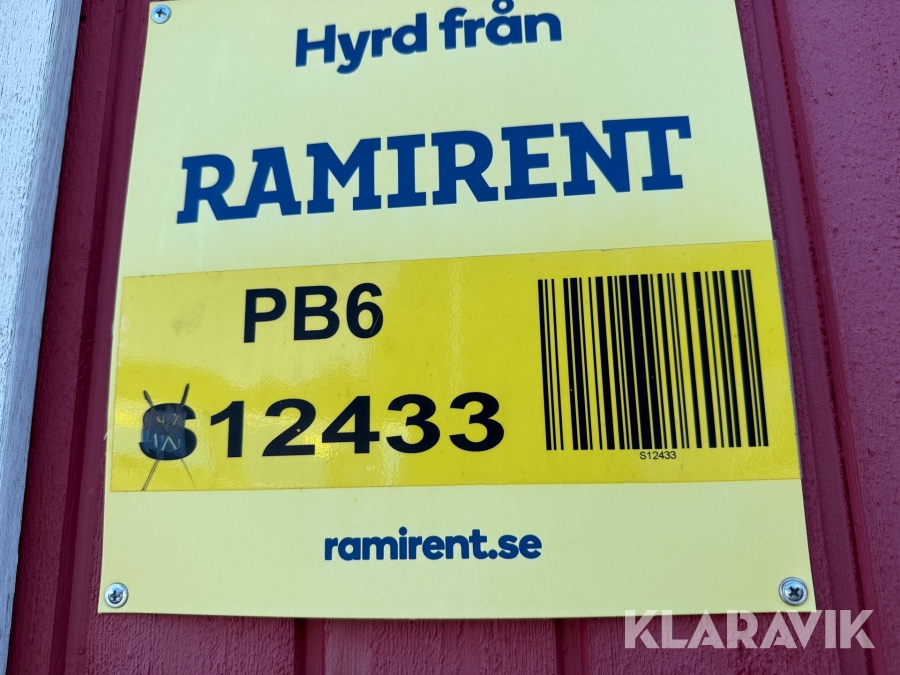 Hyrd från
RAMIRENT
PB6
S12433
S12433
ramirent.se
KLARAVIK